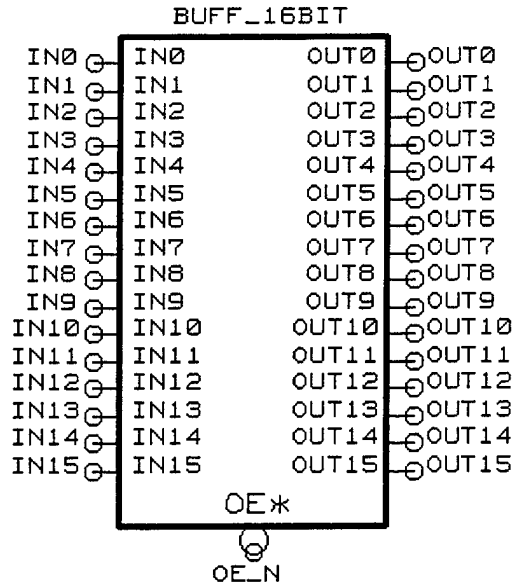 BUFF_16BIT
IN0 IN0 OUT0 OUT0
IN1 IN1 OUT1 OUT1
IN2 IN2 OUT2 OUT2
IN3 IN3 OUT3 OUT3
IN4 IN4 OUT4 OUT4
IN5 IN5 OUT5 OUT5
IN6 IN6 OUT6 OUT6
IN7 IN7 OUT7 OUT7
IN8 IN8 OUT8 OUT8
IN9 IN9 OUT9 OUT9
IN10 IN10 OUT10 OUT10
IN11 IN11 OUT11 OUT11
IN12 IN12 OUT12 OUT12
IN13 IN13 OUT13 OUT13
IN14 IN14 OUT14 OUT14
IN15 IN15 OUT15 OUT15
OE*
OE_N